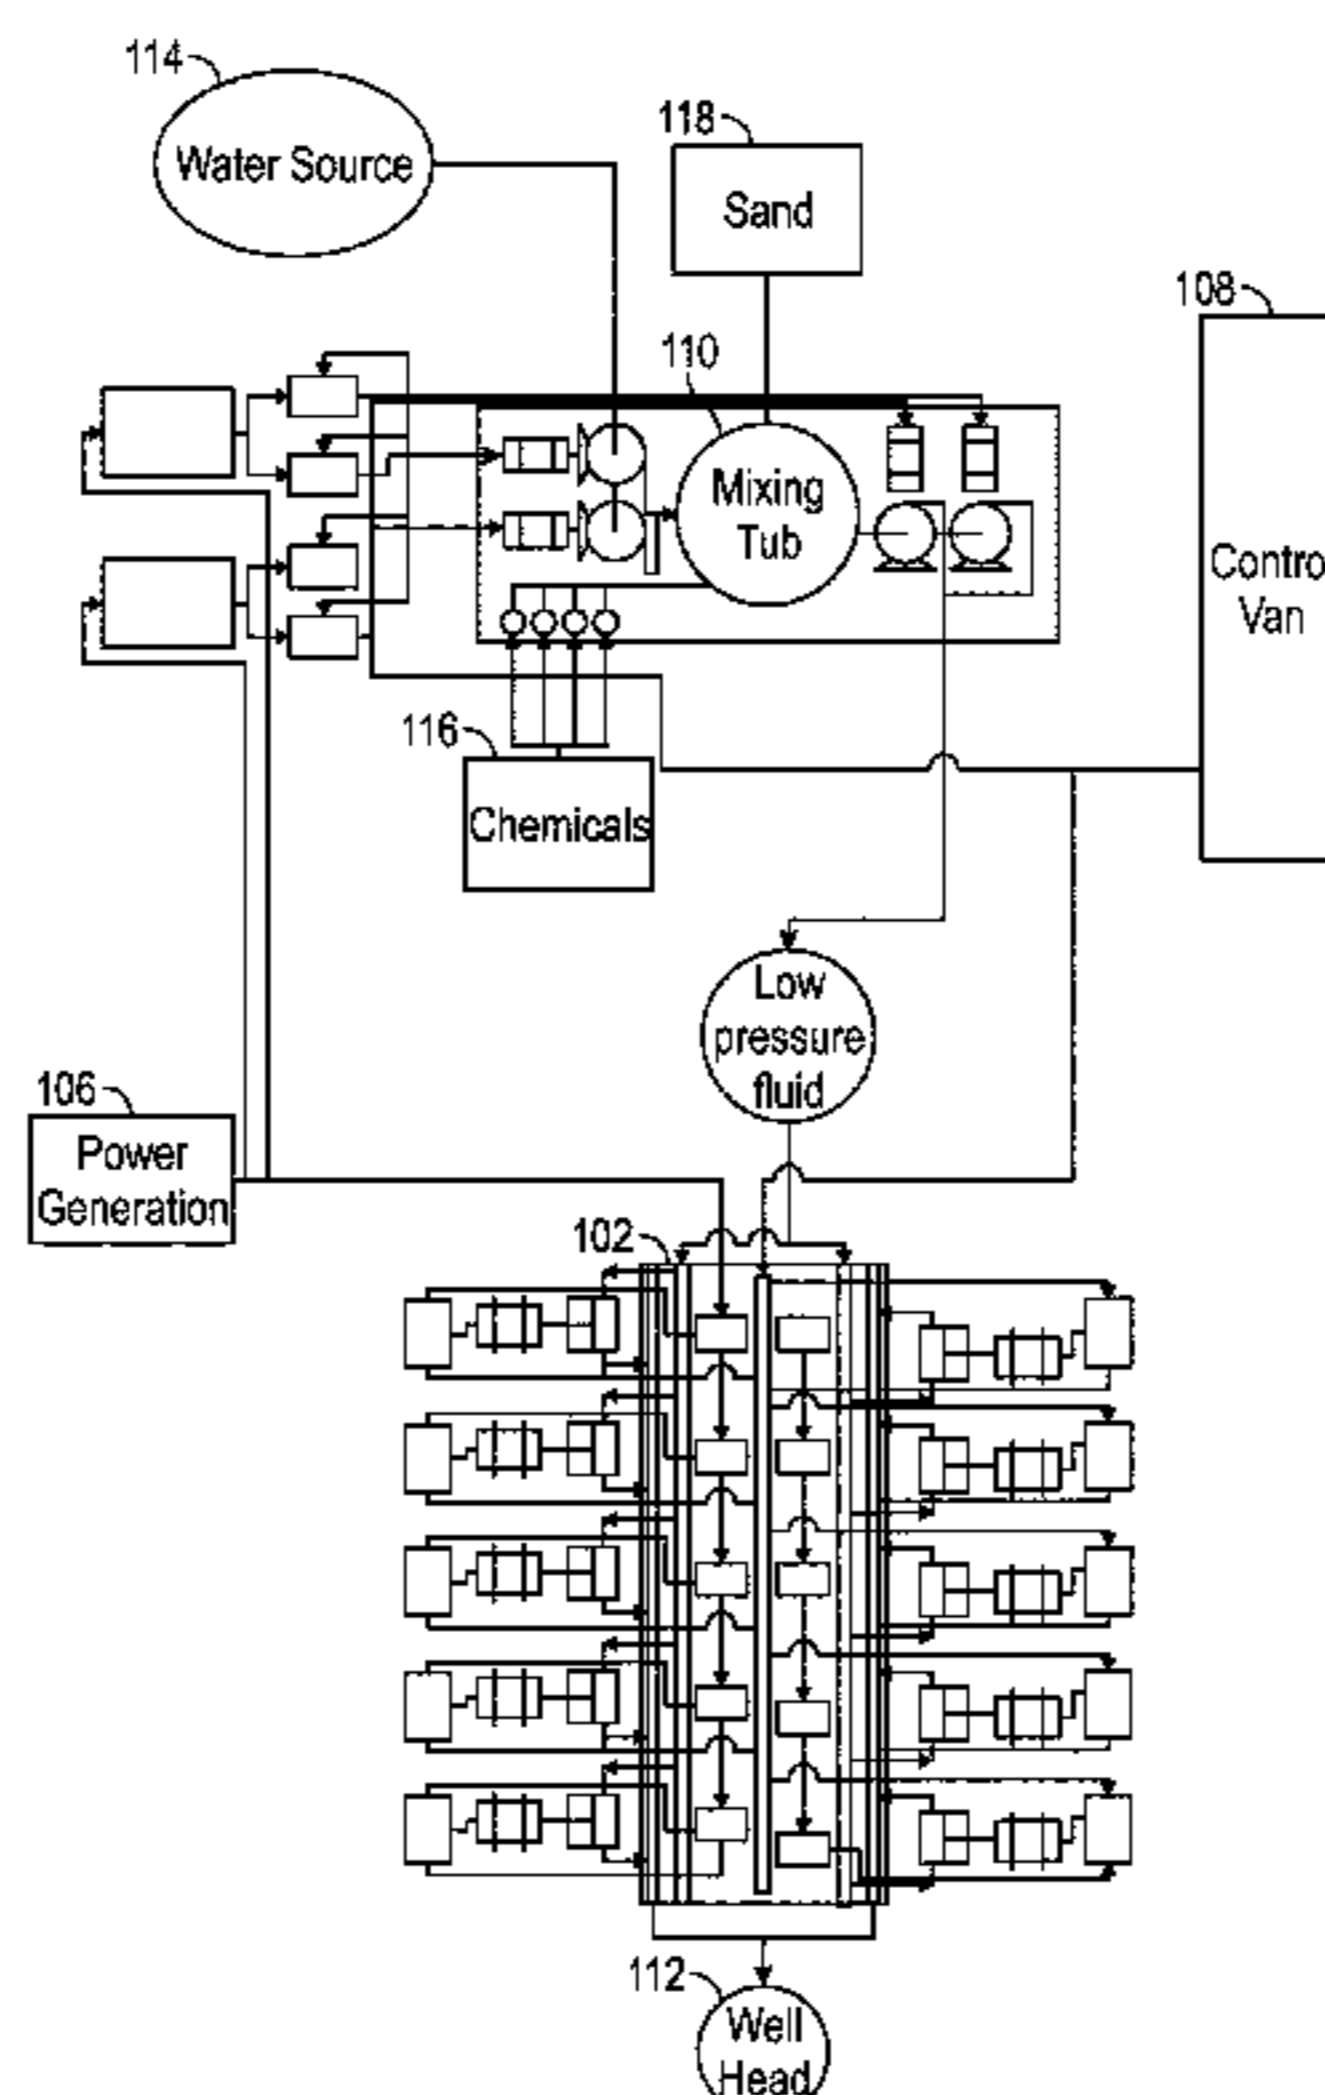 114
Water Source
118
Sand
108
110
Mixing
Tub
Contro
Van
116
Chemicals
Low
pressure
fluid
106
Power
Generation
102
112
Well
Head